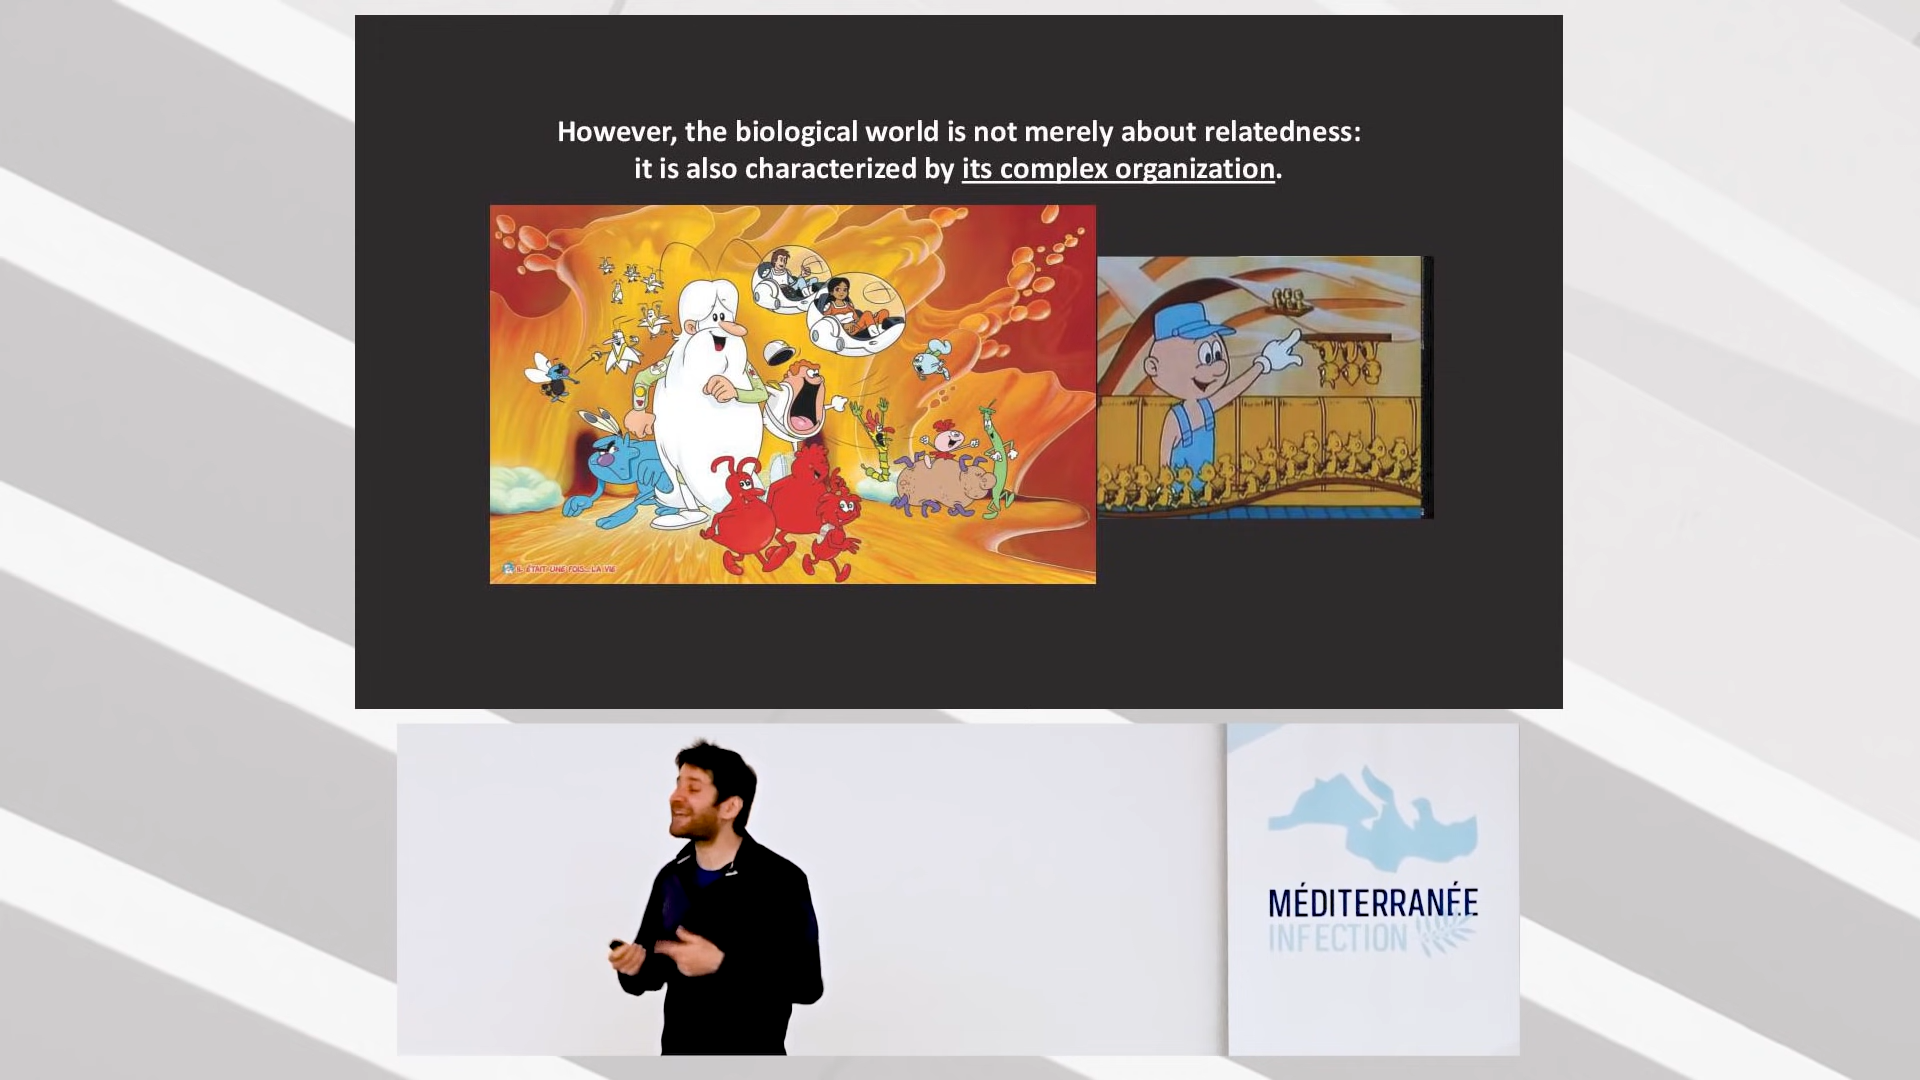 However, the biological world is not merely about relatedness:
it is also characterized by its complex organization.
IL ÉTAIT UNE FOIS... LA VIE
MÉDITERRANÉE
INFECTION